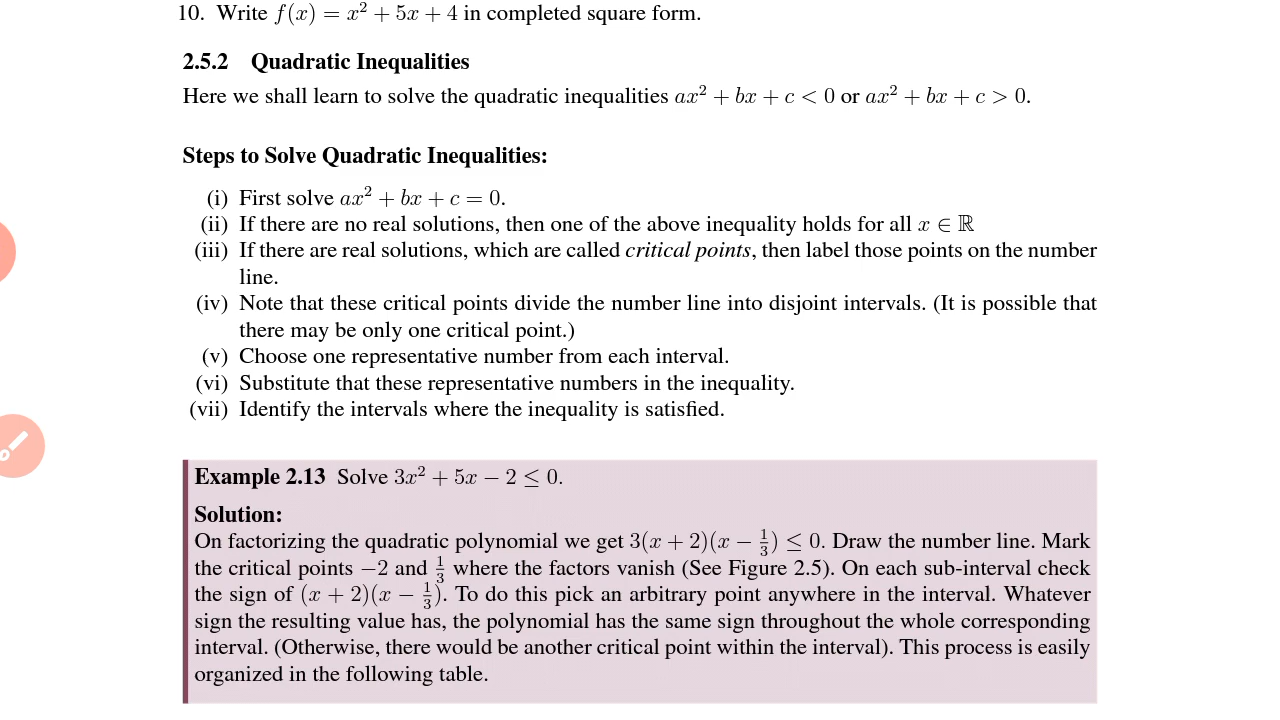 10. Write f(x) = x² + 5x + 4 in completed square form.
2.5.2 Quadratic Inequalities
Here we shall learn to solve the quadratic inequalities ax² + bx + c < 0 or ax² + bx + c > 0.
Steps to Solve Quadratic Inequalities:
(i) First solve ax² + bx + c = 0.
(ii) If there are no real solutions, then one of the above inequality holds for all x ∈ ℝ
(iii) If there are real solutions, which are called critical points, then label those points on the number
line.
(iv) Note that these critical points divide the number line into disjoint intervals. (It is possible that
there may be only one critical point.)
(v) Choose one representative number from each interval.
(vi) Substitute that these representative numbers in the inequality.
(vii) Identify the intervals where the inequality is satisfied.
Example 2.13 Solve 3x² + 5x − 2 ≤ 0.
Solution:
On factorizing the quadratic polynomial we get 3(x + 2)(x − 1/3) ≤ 0. Draw the number line. Mark
the critical points −2 and 1/3 where the factors vanish (See Figure 2.5). On each sub-interval check
the sign of (x + 2)(x − 1/3). To do this pick an arbitrary point anywhere in the interval. Whatever
sign the resulting value has, the polynomial has the same sign throughout the whole corresponding
interval. (Otherwise, there would be another critical point within the interval). This process is easily
organized in the following table.